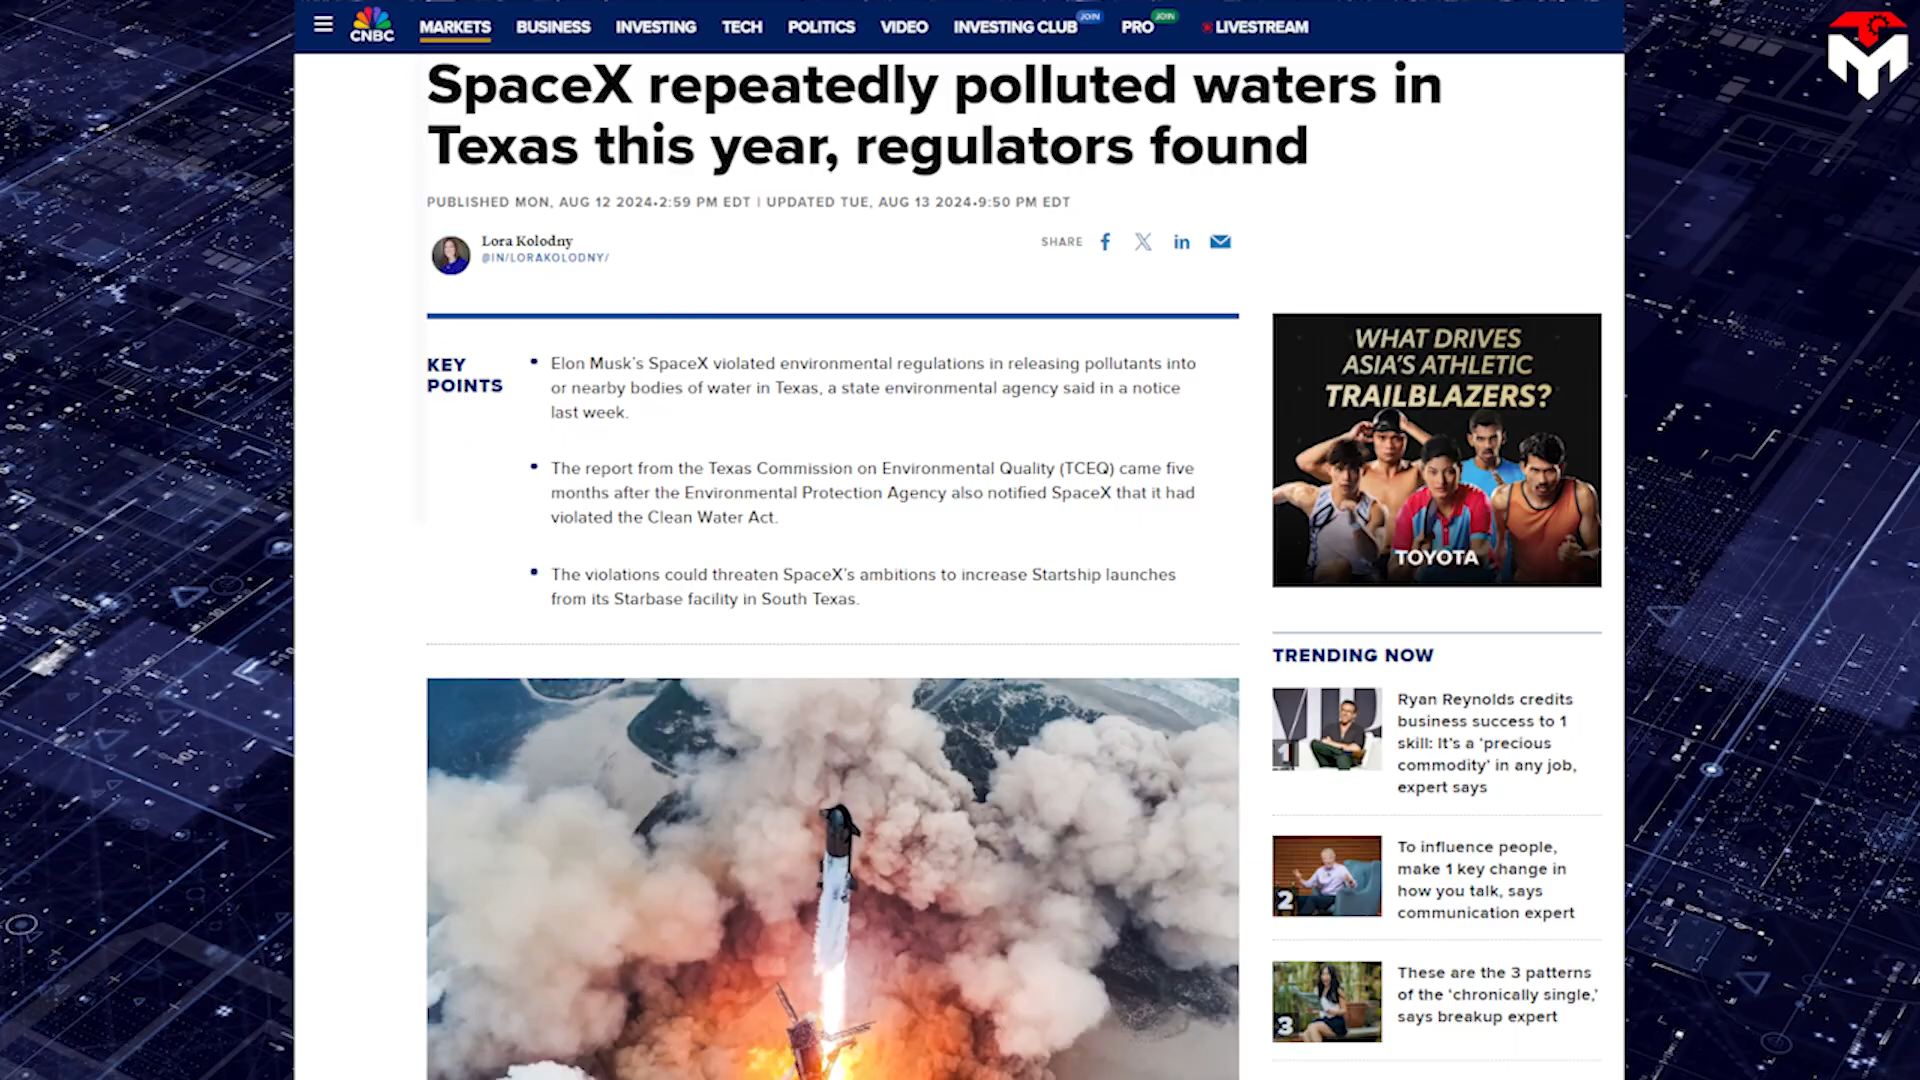 CNBC
MARKETS BUSINESS INVESTING TECH POLITICS VIDEO INVESTING CLUB JOIN PRO JOIN LIVESTREAM
SpaceX repeatedly polluted waters in
Texas this year, regulators found
PUBLISHED MON, AUG 12 2024•2:59 PM EDT | UPDATED TUE, AUG 13 2024•9:50 PM EDT
Lora Kolodny
@IN/LORAKOLODNY/
SHARE
KEY
POINTS
Elon Musk's SpaceX violated environmental regulations in releasing pollutants into
or nearby bodies of water in Texas, a state environmental agency said in a notice
last week.
The report from the Texas Commission on Environmental Quality (TCEQ) came five
months after the Environmental Protection Agency also notified SpaceX that it had
violated the Clean Water Act.
The violations could threaten SpaceX's ambitions to increase Startship launches
from its Starbase facility in South Texas.
WHAT DRIVES
ASIA'S ATHLETIC
TRAILBLAZERS?
TOYOTA
TRENDING NOW
1
Ryan Reynolds credits
business success to 1
skill: It's a 'precious
commodity' in any job,
expert says
2
To influence people,
make 1 key change in
how you talk, says
communication expert
3
These are the 3 patterns
of the 'chronically single,'
says breakup expert